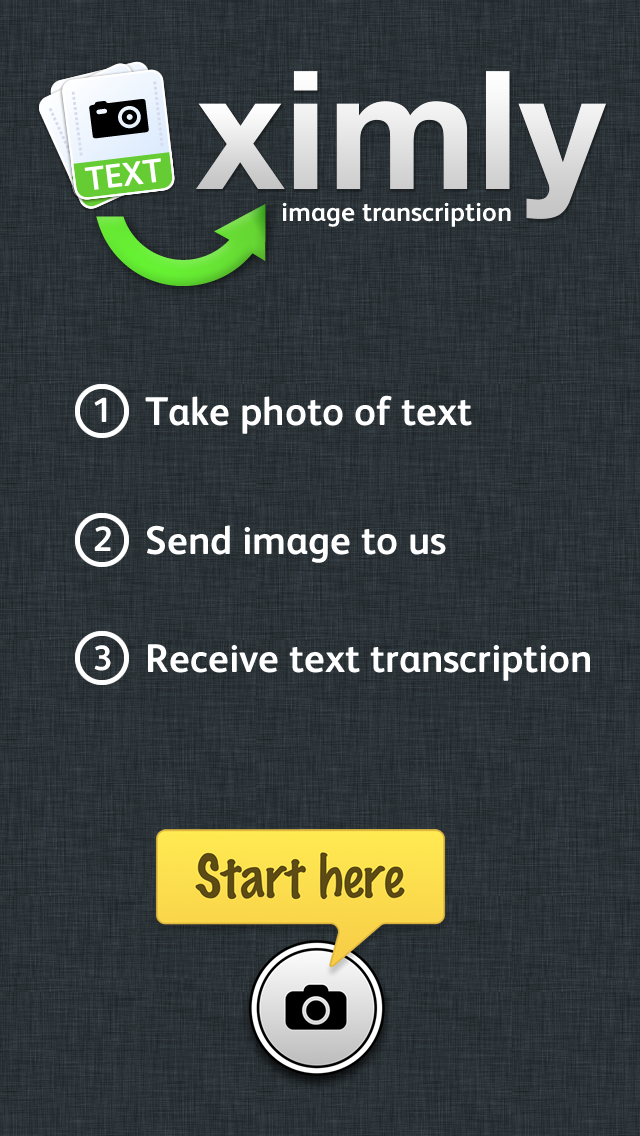 TEXT
ximly
image transcription
1 Take photo of text
2 Send image to us
3 Receive text transcription
Start here